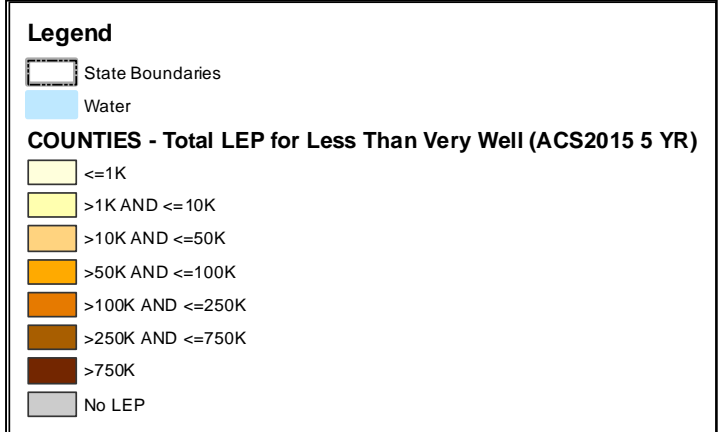 Legend
State Boundaries
Water
COUNTIES - Total LEP for Less Than Very Well (ACS2015 5 YR)
<=1K
>1K AND <=10K
>10K AND <=50K
>50K AND <=100K
>100K AND <=250K
>250K AND <=750K
>750K
No LEP